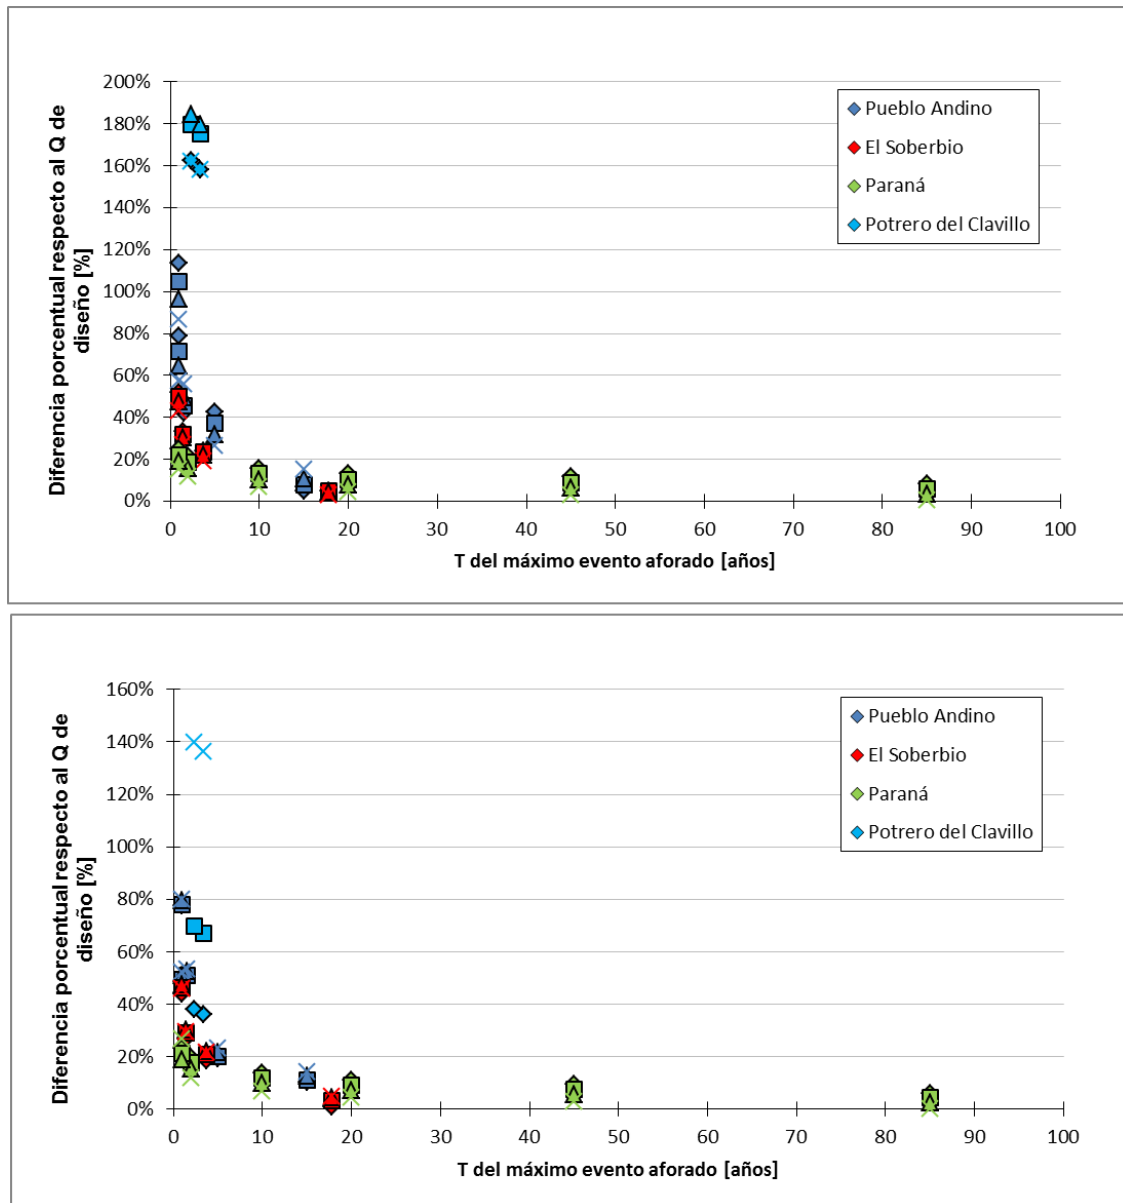 Diferencia porcentual respecto al Q de
diseño [%]
200%
180%
160%
140%
120%
100%
80%
60%
40%
20%
0%
Pueblo Andino
El Soberbio
Paraná
Potrero del Clavillo
0 10 20 30 40 50 60 70 80 90 100
T del máximo evento aforado [años]
Diferencia porcentual respecto al Q de
diseño [%]
160%
140%
120%
100%
80%
60%
40%
20%
0%
Pueblo Andino
El Soberbio
Paraná
Potrero del Clavillo
0 10 20 30 40 50 60 70 80 90 100
T del máximo evento aforado [años]